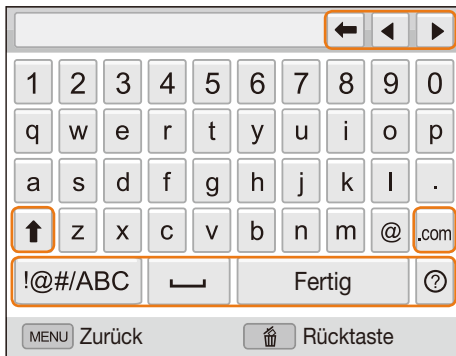 1 2 3 4 5 6 7 8 9 0
q w e r t y u i o p
a s d f g h j k l .
z x c v b n m @ .com
!@#/ABC Fertig ?
MENU Zurück Rücktaste